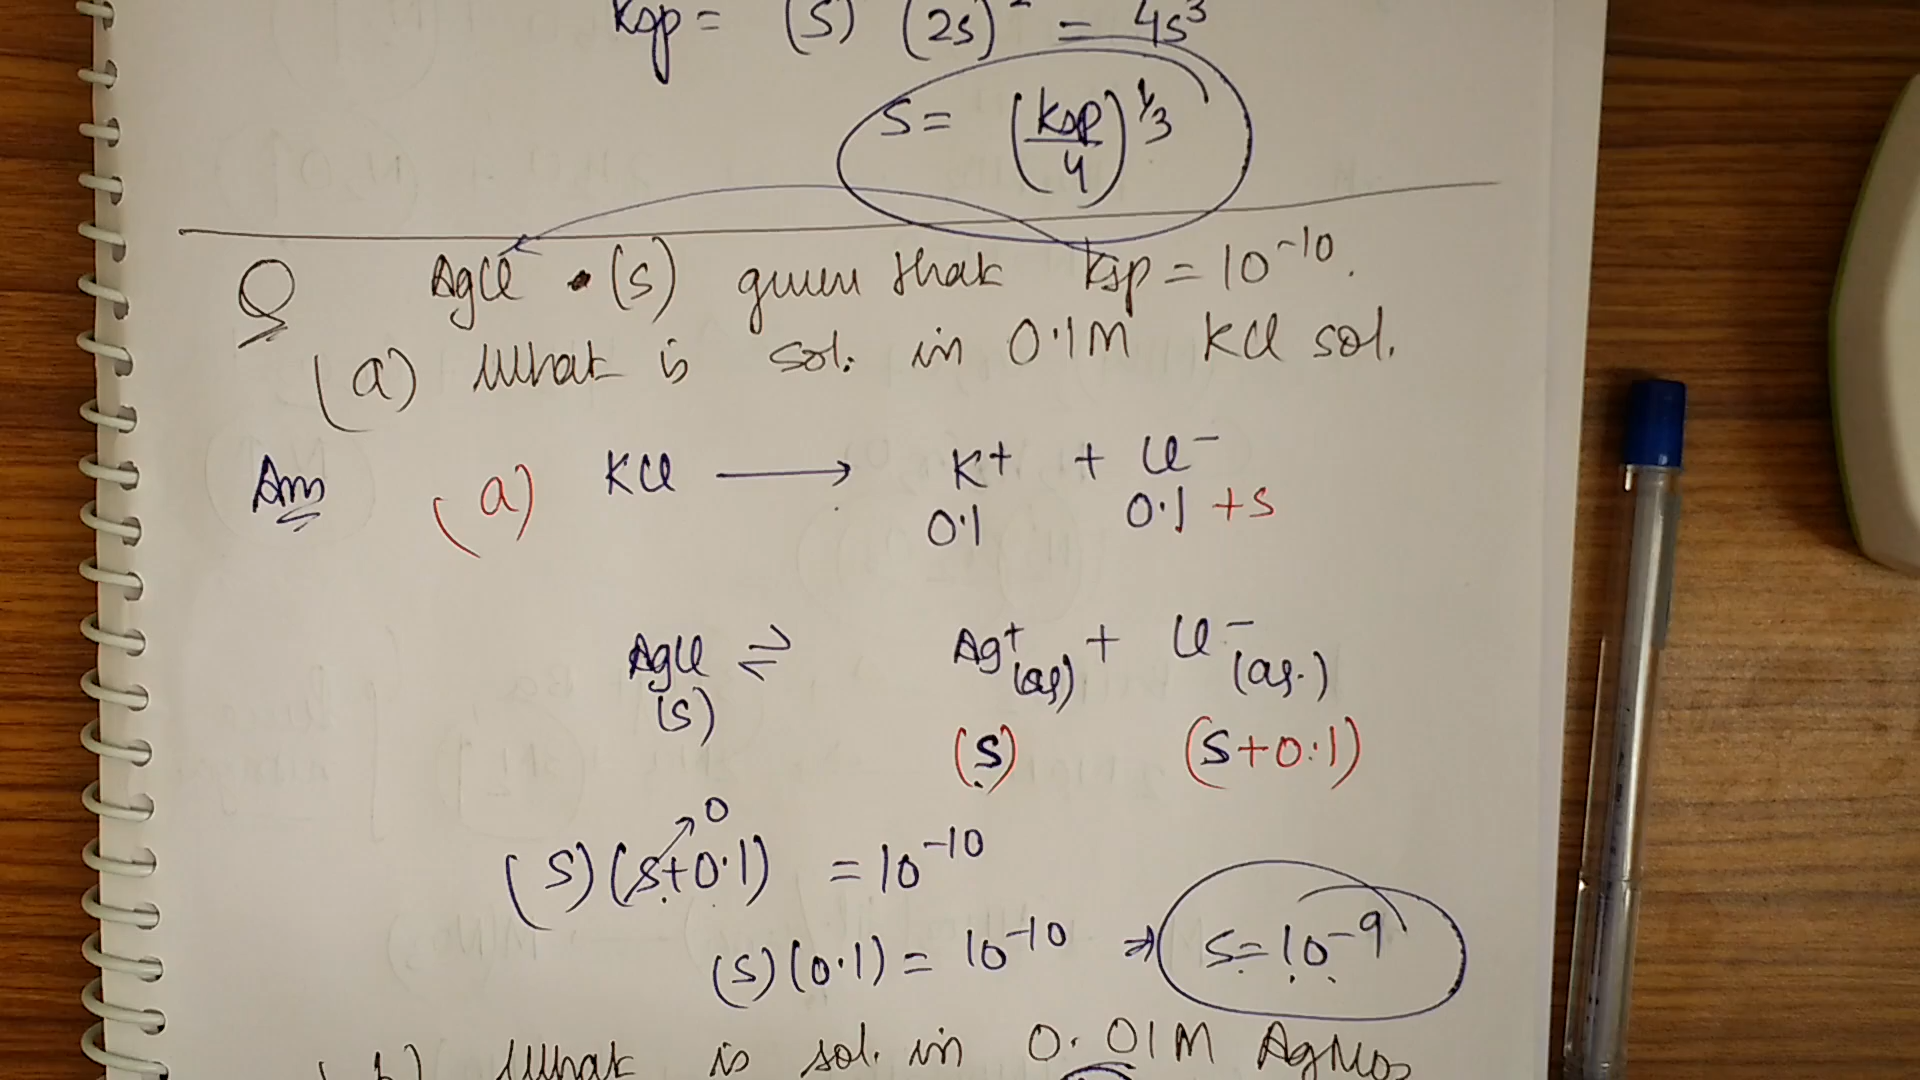 Ksp = (S) (2s)² = 4s³
S = (Ksp/4)^1/3
Q AgCl (s) given that Ksp = 10⁻¹⁰.
(a) What is sol. in 0.1M KCl sol.
Ans (a) KCl ⟶ K⁺ + Cl⁻
0.1 0.1 + s
AgCl ⇌ Ag⁺ (aq) + Cl⁻ (aq.)
(s)
(s) (s+0.1)
0
(S)(s+0.1) = 10⁻¹⁰
(s)(0.1) = 10⁻¹⁰ ⇒ S = 10⁻⁹
(b) What is sol. in 0.01M AgNO₃